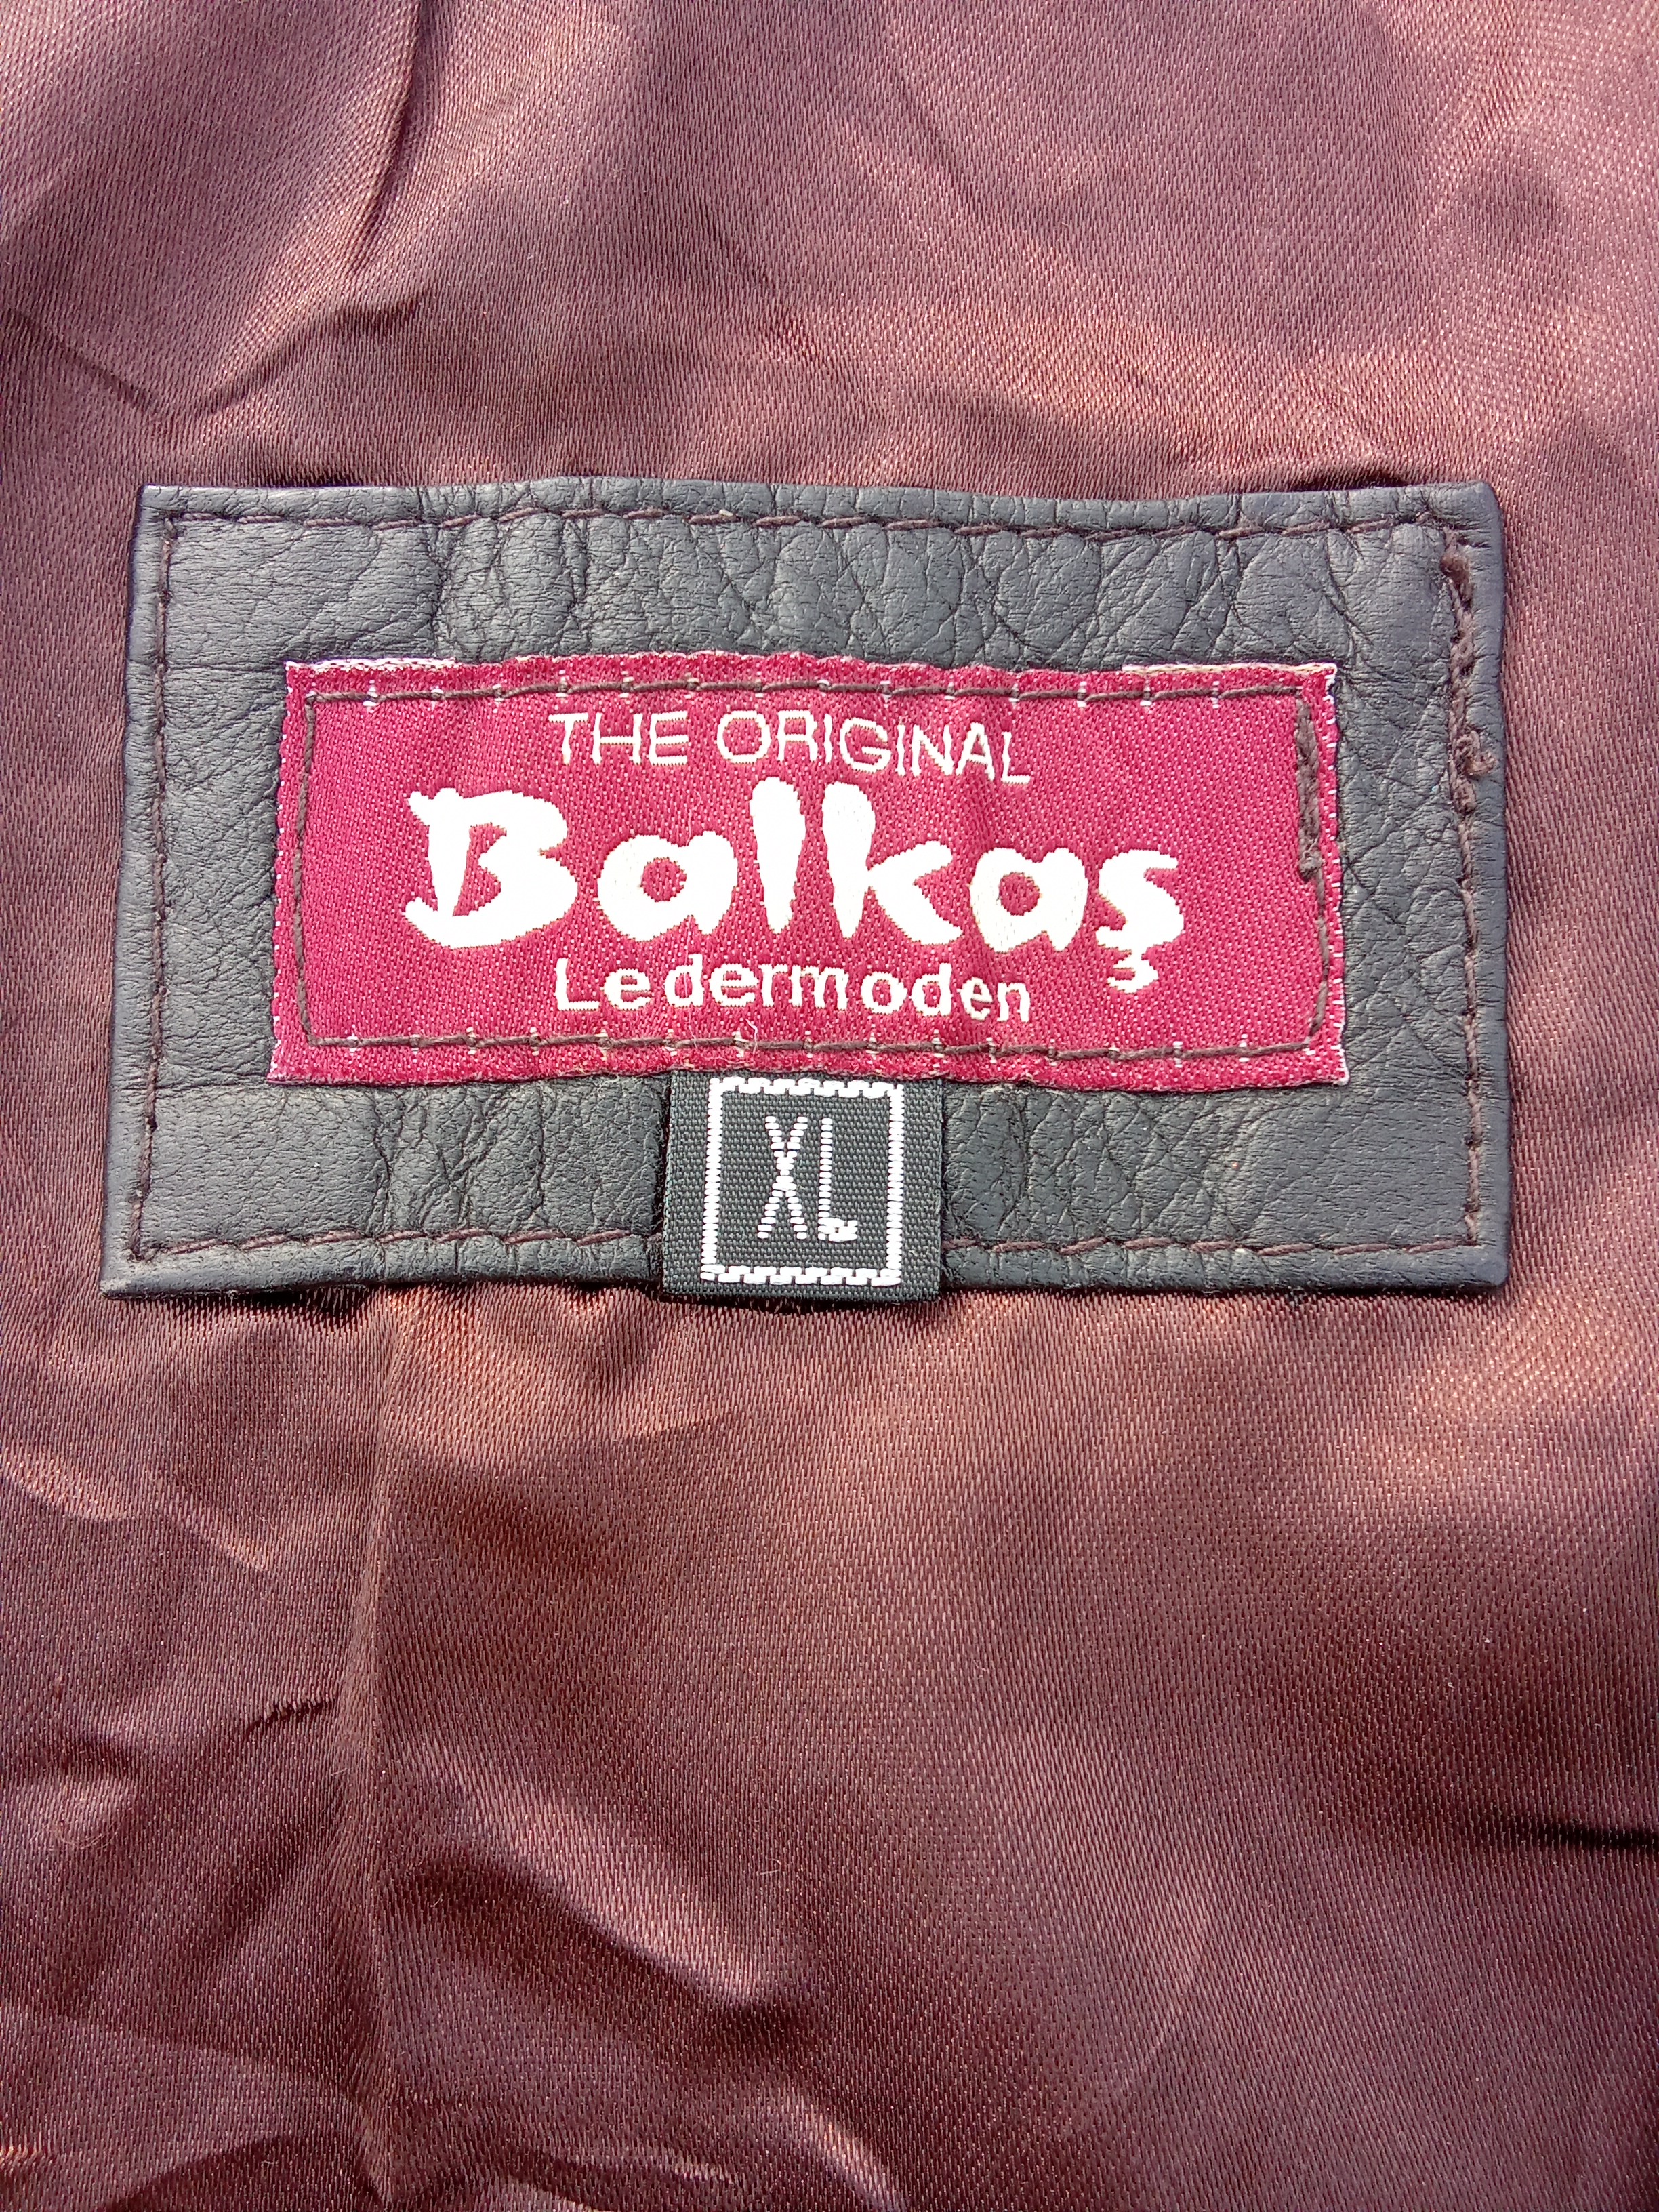 THE ORIGINAL
Balkaş
Ledermoden
XL